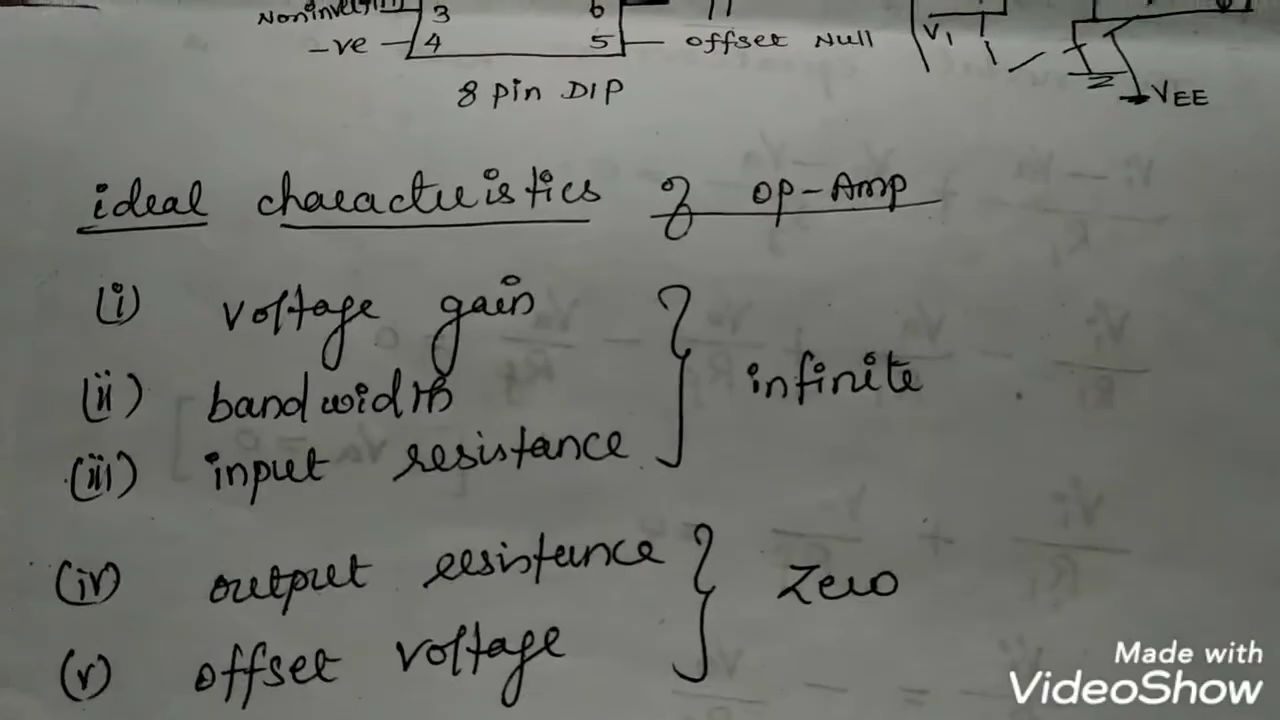 Noninverting 3 6
-ve 4 5 offset Null
V1
8 pin DIP
VEE
ideal characteristics of op-Amp
(i) voltage gain
(ii) bandwidth
infinite
(iii) input resistance
(iv) output resistance
Zero
(v) offset voltage
Made with
VideoShow